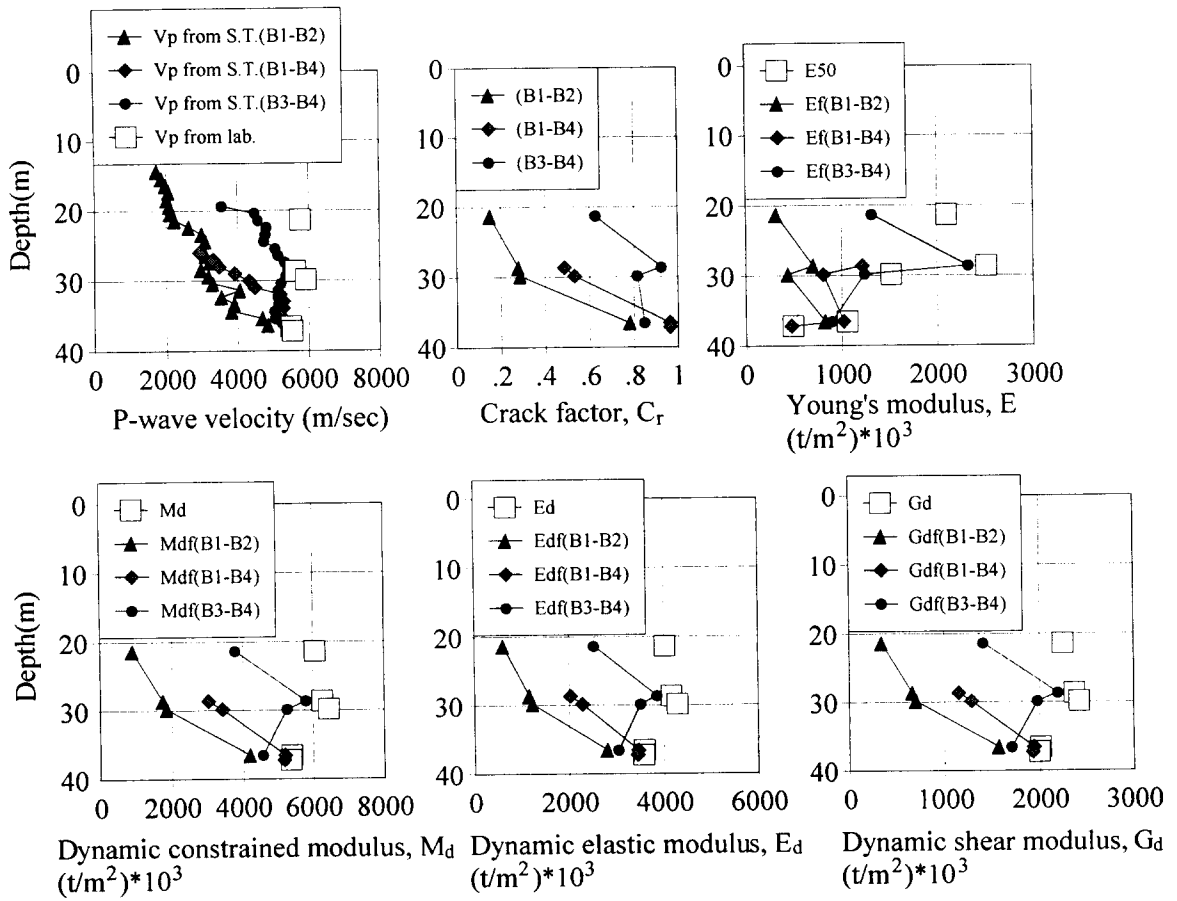 Vp from S.T.(B1-B2)
Vp from S.T.(B1-B4)
Vp from S.T.(B3-B4)
Vp from lab.
0
10
20
30
40
Depth(m)
0 2000 4000 6000 8000
P-wave velocity (m/sec)
(B1-B2)
(B1-B4)
(B3-B4)
0
10
20
30
40
0 .2 .4 .6 .8 1
Crack factor, Cr
E50
Ef(B1-B2)
Ef(B1-B4)
Ef(B3-B4)
0
10
20
30
40
0 1000 2000 3000
Young's modulus, E
(t/m²)*10³
Md
Mdf(B1-B2)
Mdf(B1-B4)
Mdf(B3-B4)
0
10
20
30
40
Depth(m)
0 2000 4000 6000 8000
Dynamic constrained modulus, Md
(t/m²)*10³
Ed
Edf(B1-B2)
Edf(B1-B4)
Edf(B3-B4)
0
10
20
30
40
0 2000 4000 6000
Dynamic elastic modulus, Ed
(t/m²)*10³
Gd
Gdf(B1-B2)
Gdf(B1-B4)
Gdf(B3-B4)
0
10
20
30
40
0 1000 2000 3000
Dynamic shear modulus, Gd
(t/m²)*10³